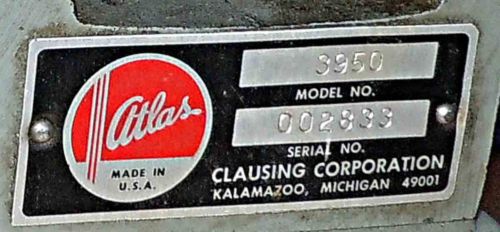 Atlas
MADE IN
U.S.A.
3950
MODEL NO.
002833
SERIAL NO.
CLAUSING CORPORATION
KALAMAZOO, MICHIGAN 49001